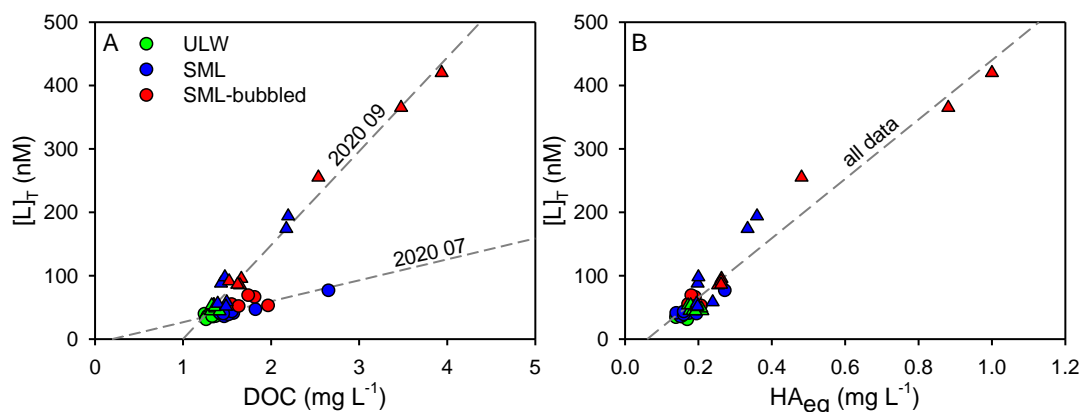 A
ULW
SML
SML-bubbled
2020 09
2020 07
500
400
300
200
100
0
[L]T (nM)
0 1 2 3 4 5
DOC (mg L-1)
B
all data
500
400
300
200
100
0
[L]T (nM)
0.0 0.2 0.4 0.6 0.8 1.0 1.2
HAeq (mg L-1)